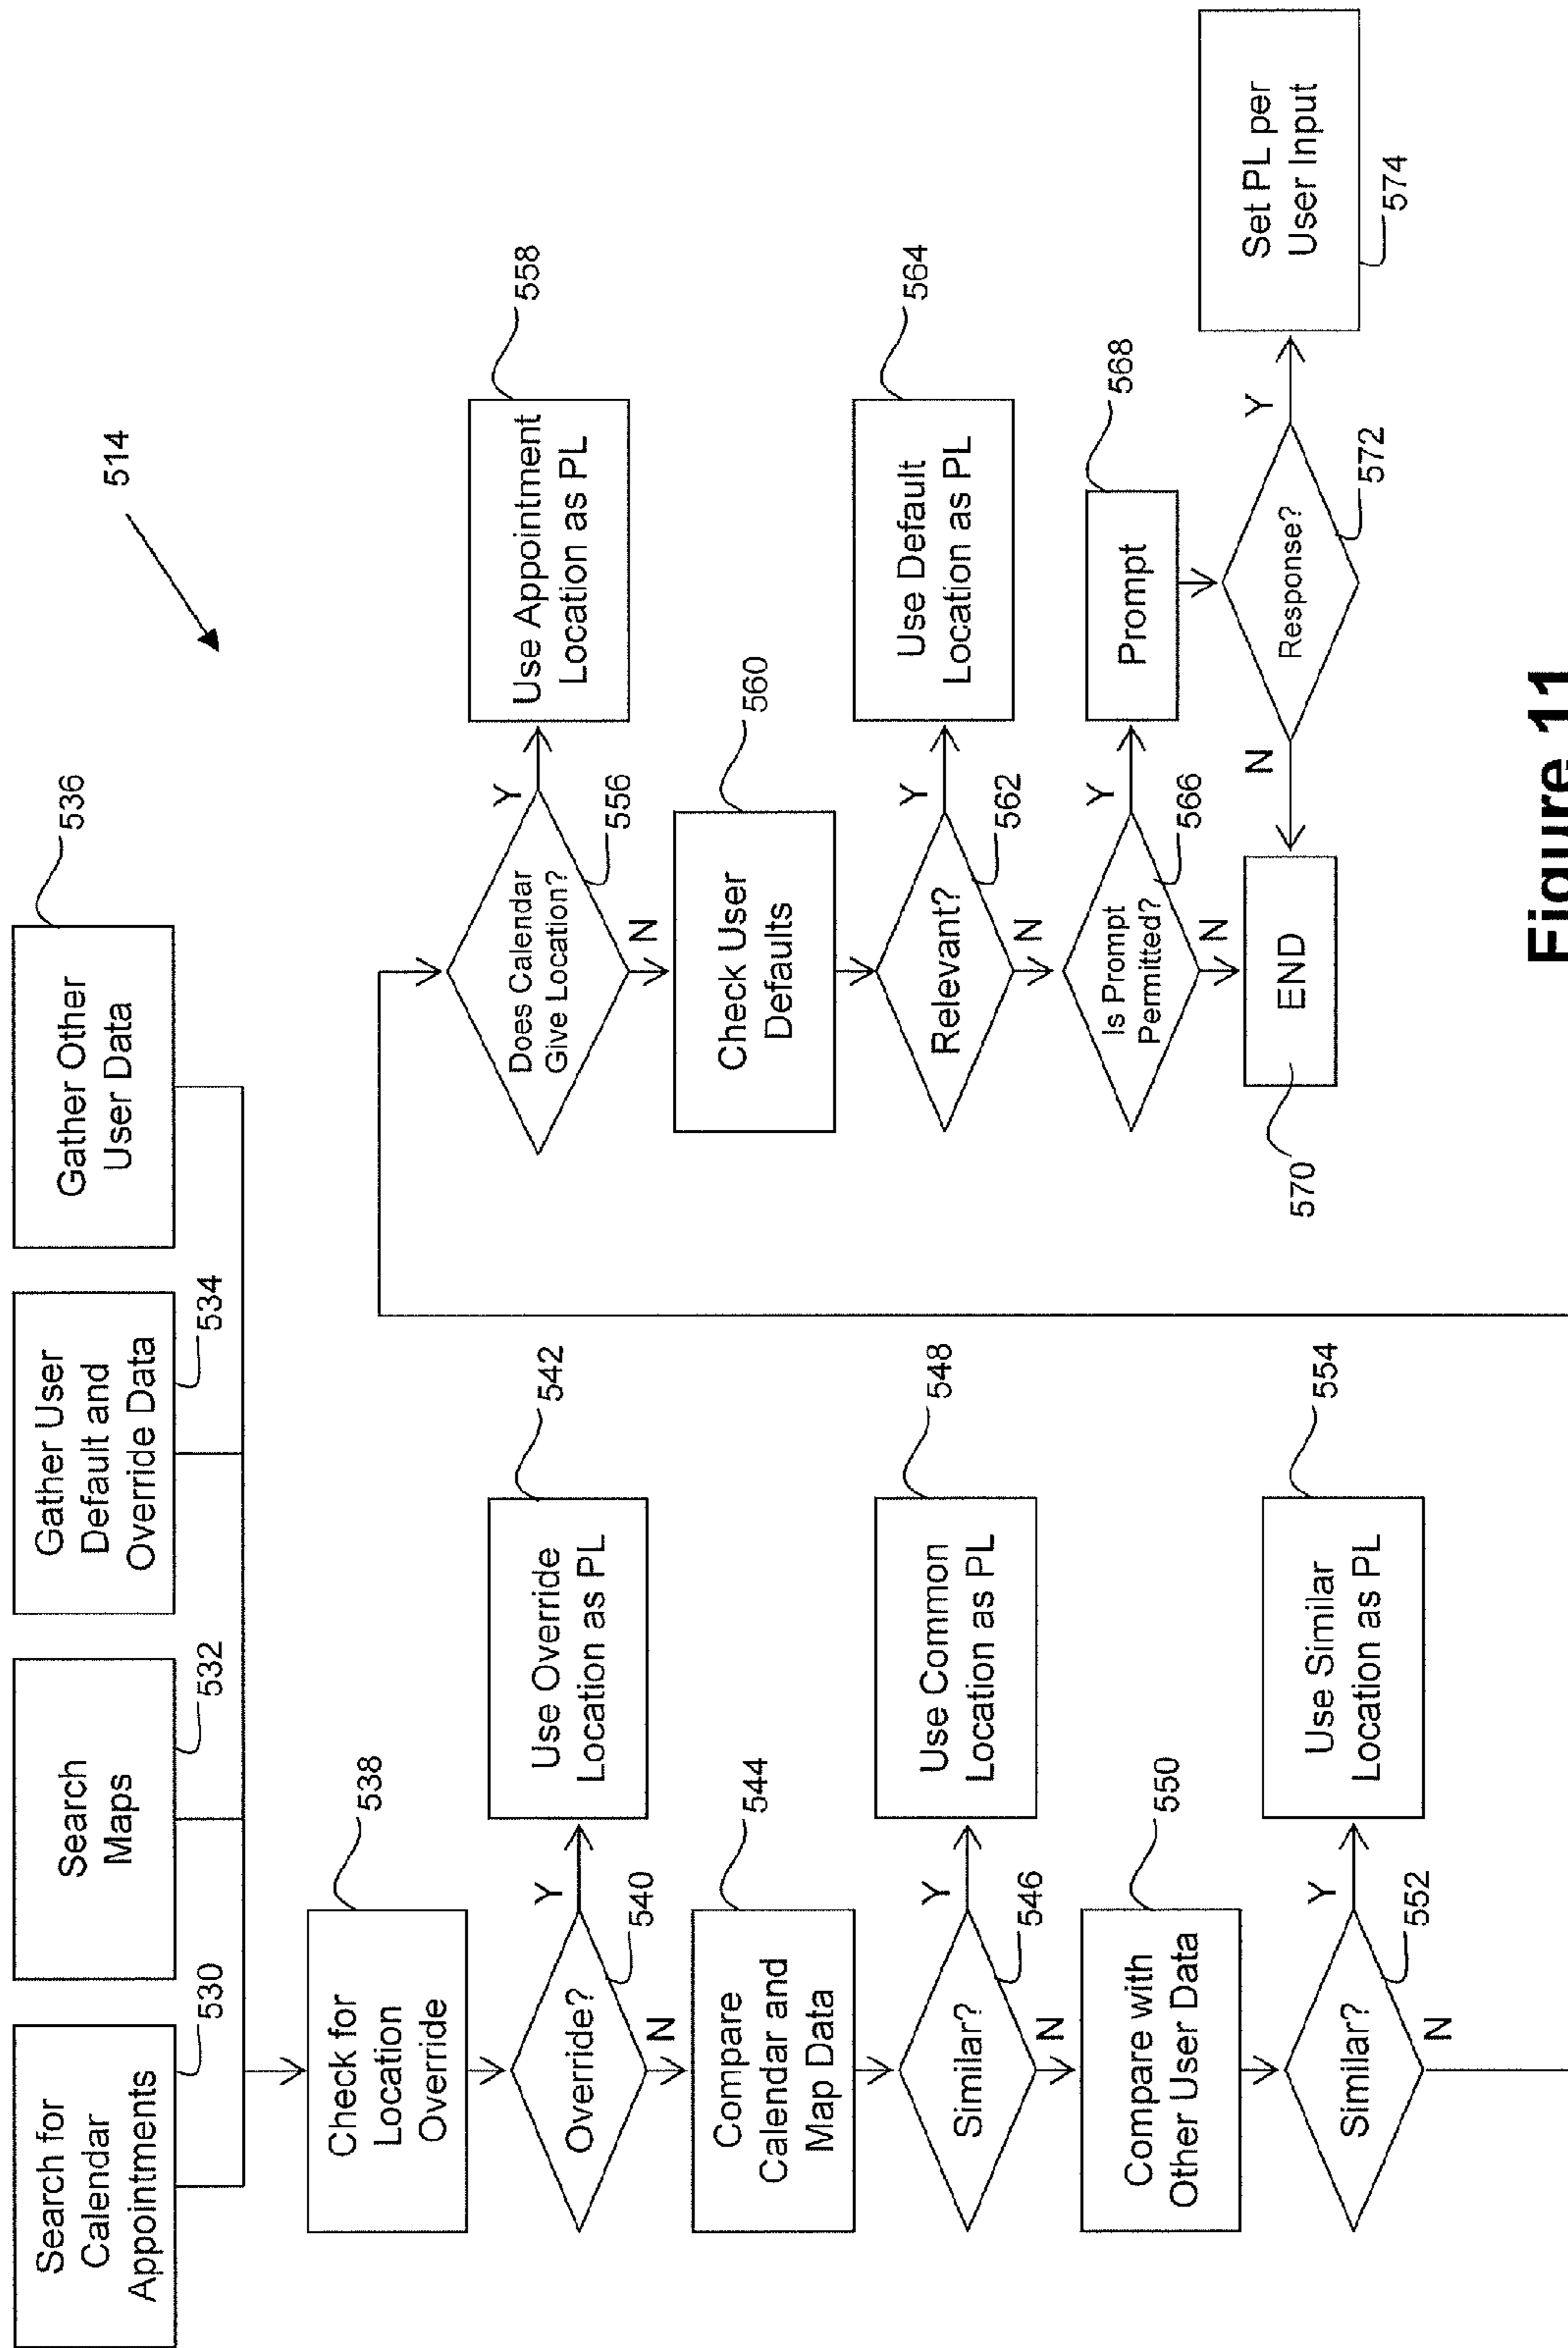 514
Search for
Calendar
Appointments
530
Search
Maps
532
Gather User
Default and
Override Data
534
Gather Other
User Data
536
Check for
Location
Override
538
Override?
540
Y
N
Use Override
Location as PL
542
Compare
Calendar and
Map Data
544
Similar?
546
Y
N
Use Common
Location as PL
548
Compare with
Other User Data
550
Similar?
552
Y
N
Use Similar
Location as PL
554
Does Calendar
Give Location?
556
Y
N
Use Appointment
Location as PL
558
Check User
Defaults
560
Relevant?
562
Y
N
Use Default
Location as PL
564
Is Prompt
Permitted?
566
Y
N
Prompt
568
END
570
Response?
572
N
Y
Set PL per
User Input
574
Figure 11